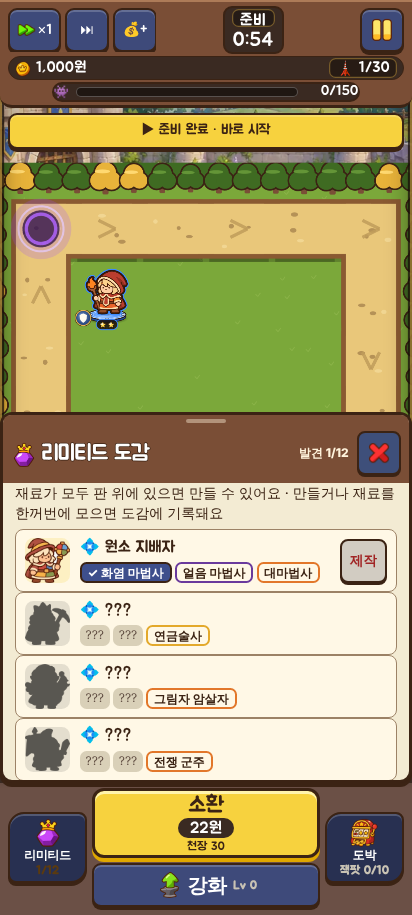 ×1
준비
0:54
1,000원
1/30
0/150
▶ 준비 완료 · 바로 시작
리미티드 도감
발견 1/12
재료가 모두 판 위에 있으면 만들 수 있어요 · 만들거나 재료를
한꺼번에 모으면 도감에 기록돼요
원소 지배자
✓ 화염 마법사 얼음 마법사 대마법사
제작
???
??? ??? 연금술사
???
??? ??? 그림자 암살자
???
??? ??? 전쟁 군주
리미티드
1/12
소환
22원
천장 30
강화 Lv 0
도박
잭팟 0/10